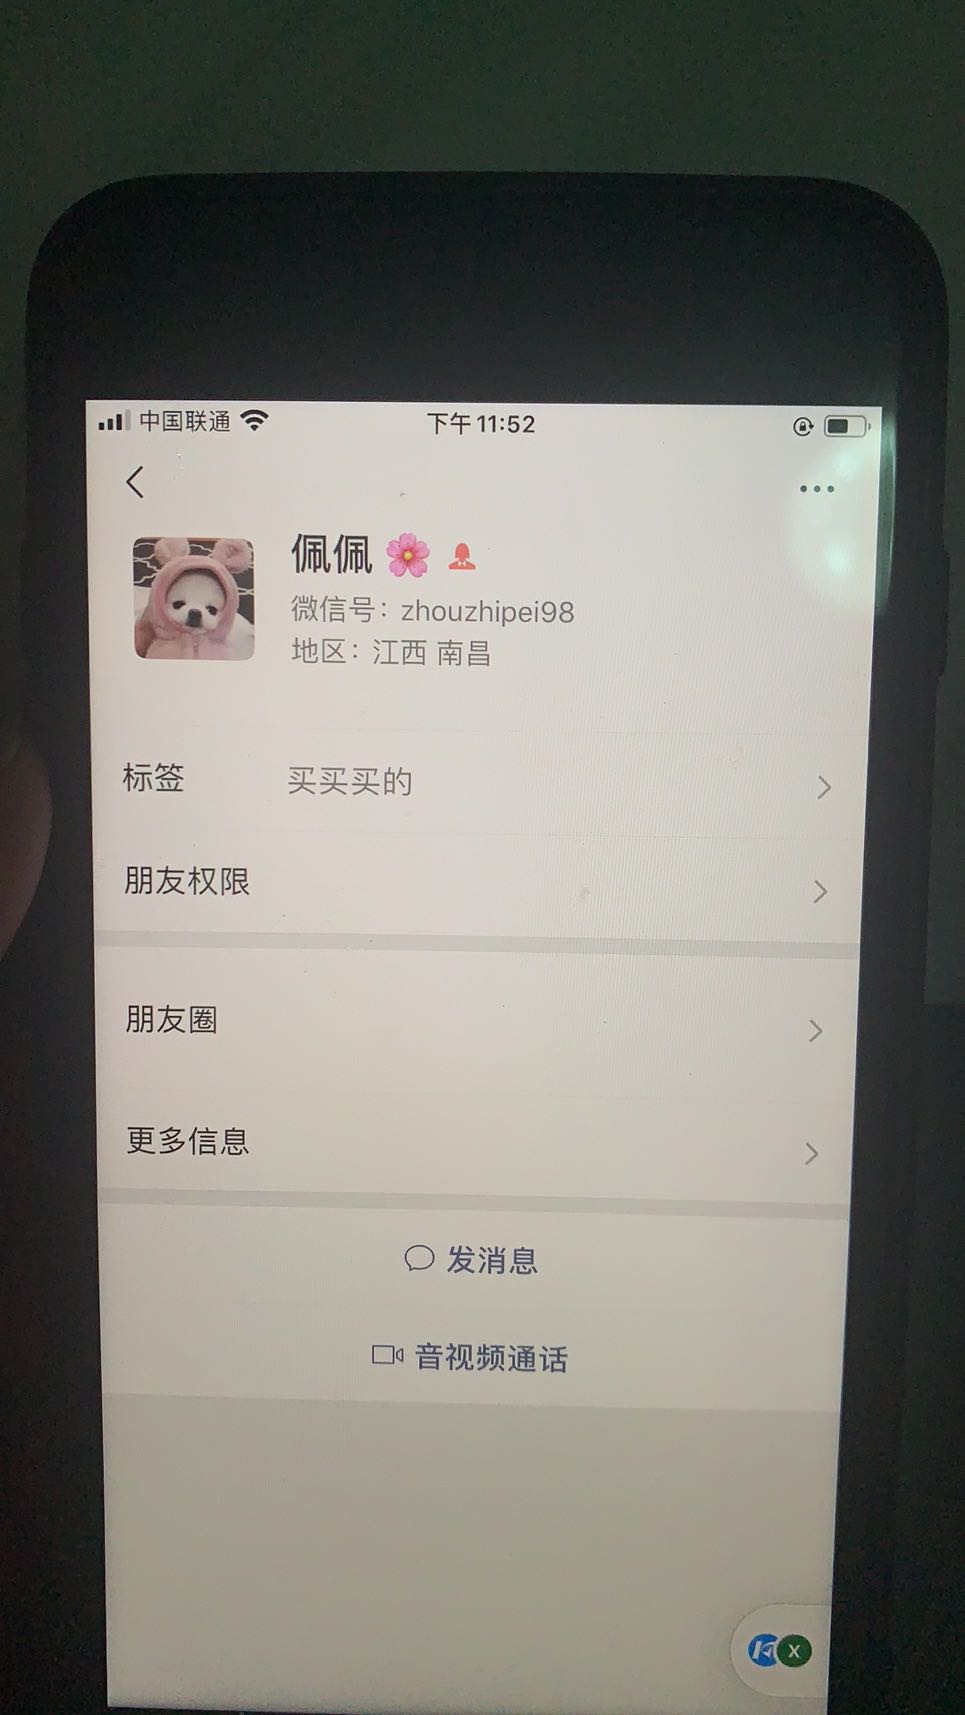 中国联通 下午11:52
佩佩
微信号：zhouzhipei98
地区：江西 南昌
标签 买买买的
朋友权限
朋友圈
更多信息
发消息
音视频通话
X